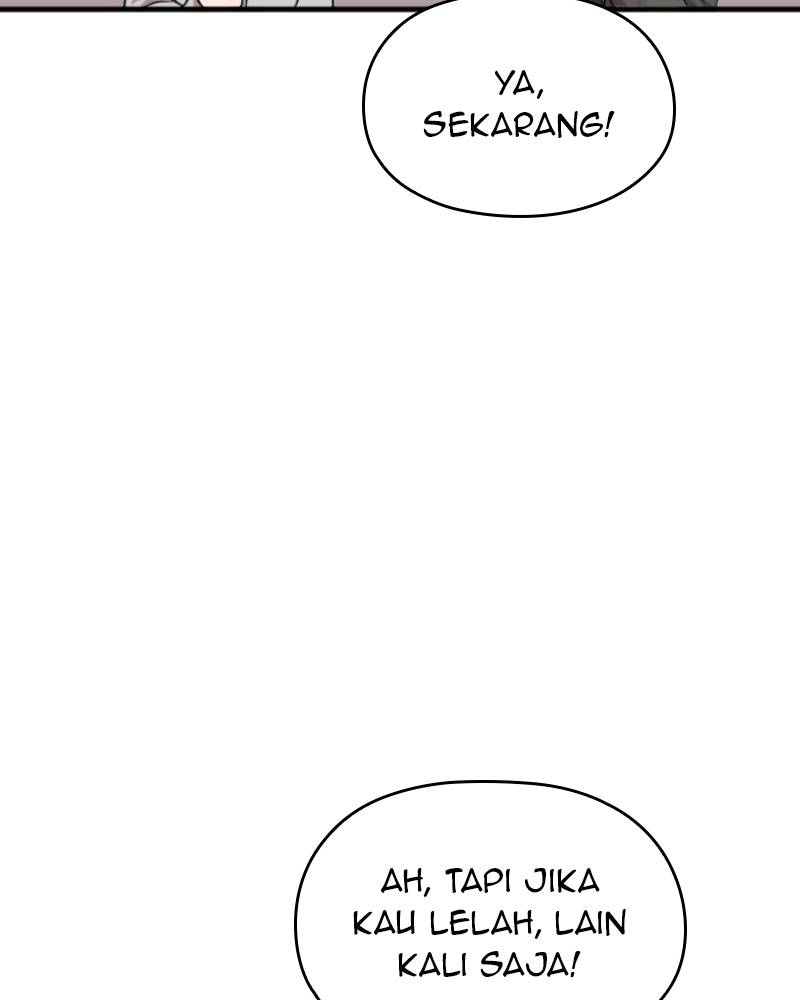 YA,
SEKARANG!
AH, TAPI JIKA
KAU LELAH, LAIN
KALI SAJA!